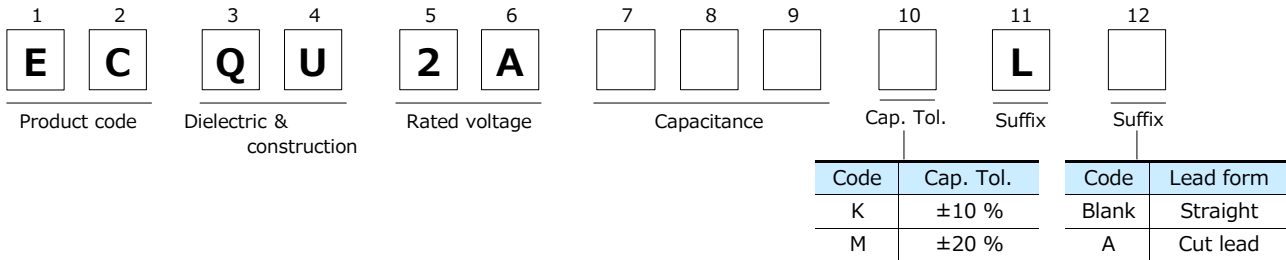 1 2 3 4 5 6 7 8 9 10 11 12
E C Q U 2 A L
Product code Dielectric & construction Rated voltage Capacitance Cap. Tol. Suffix Suffix
Code Cap. Tol. Code Lead form
K ±10 % Blank Straight
M ±20 % A Cut lead